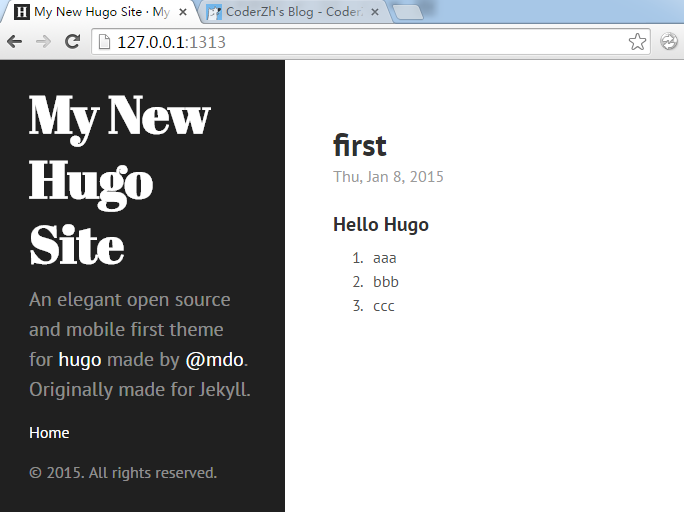 My New Hugo Site · My
CoderZh's Blog - Coder
127.0.0.1:1313
My New
Hugo
Site
An elegant open source
and mobile first theme
for hugo made by @mdo.
Originally made for Jekyll.
Home
© 2015. All rights reserved.
first
Thu, Jan 8, 2015
Hello Hugo
1. aaa
2. bbb
3. ccc